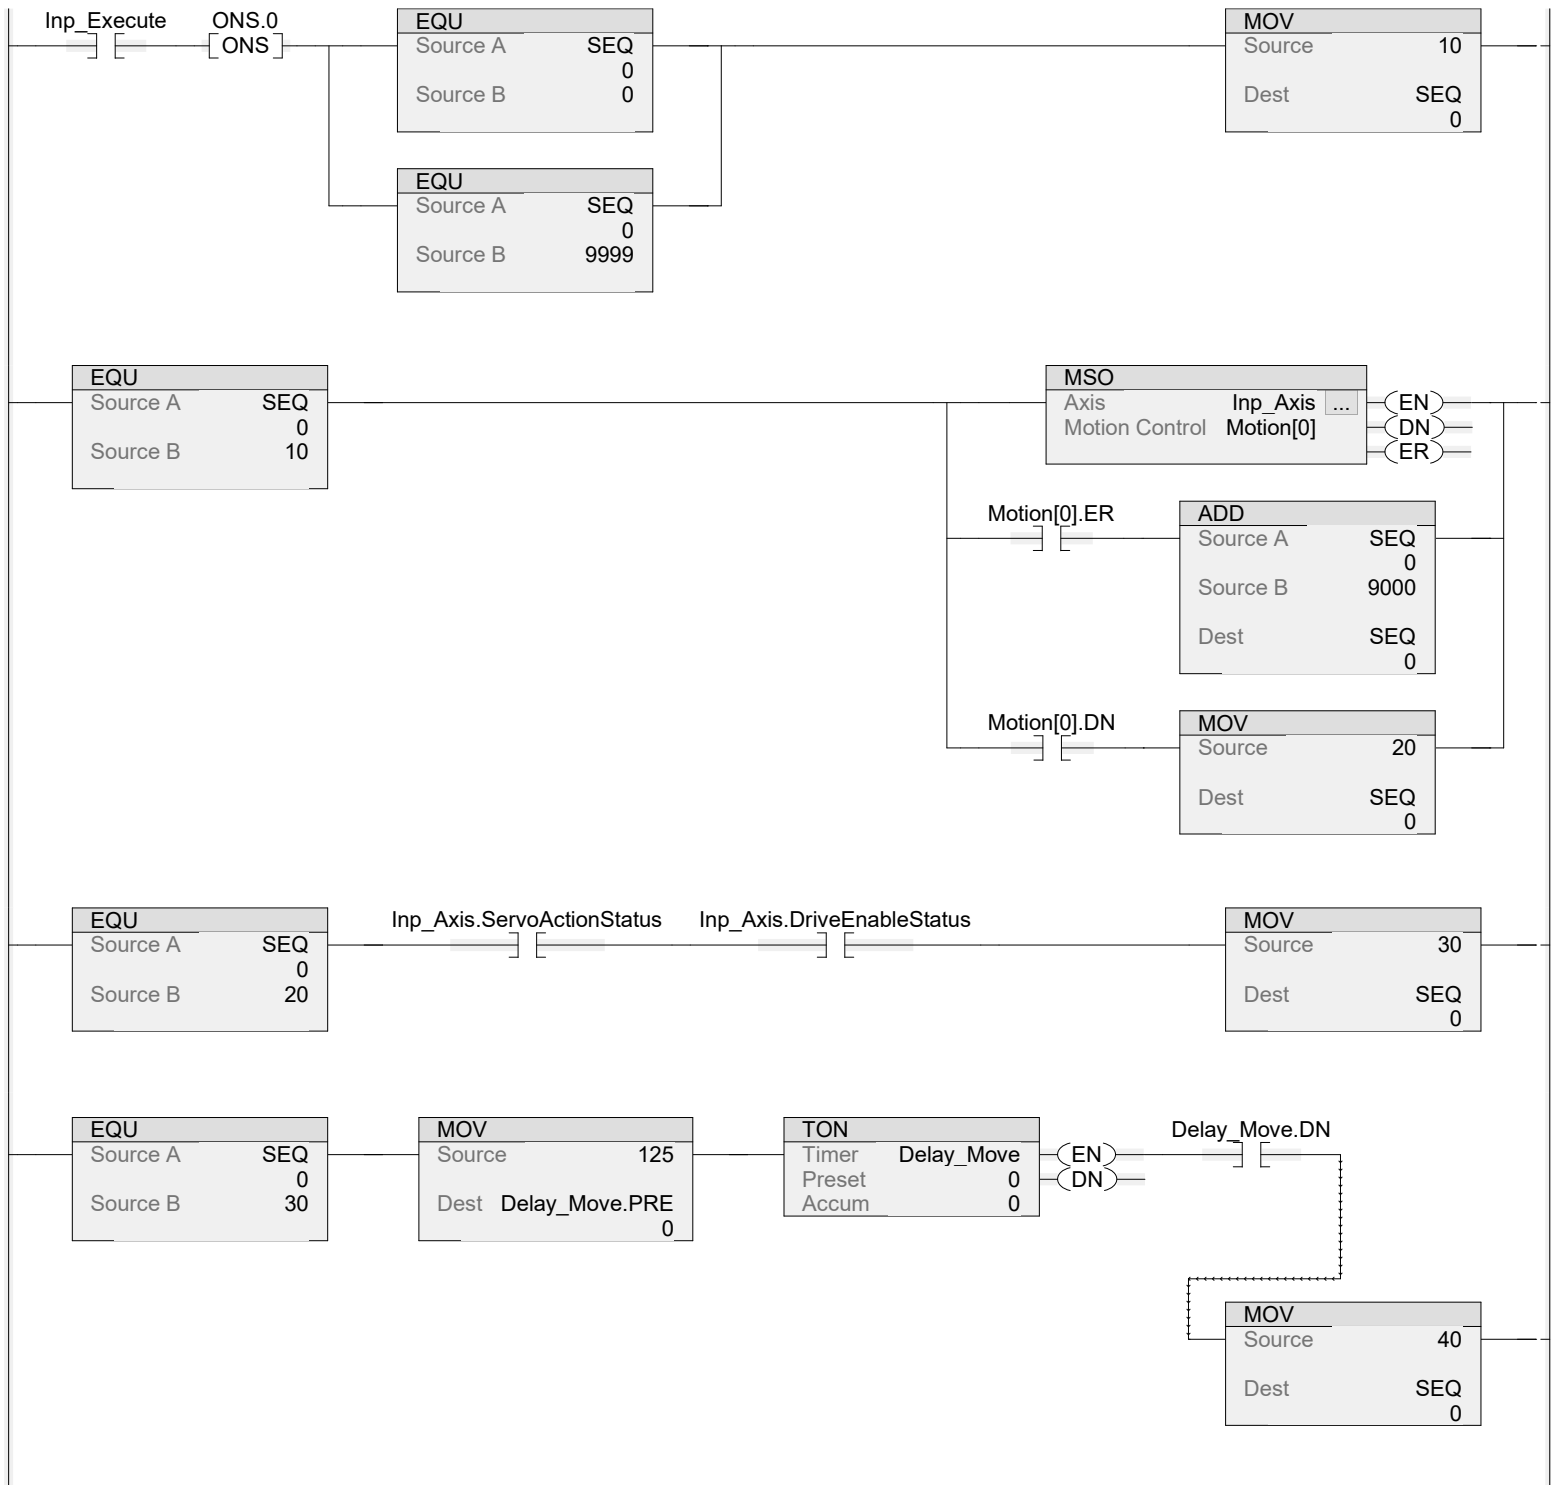 Inp_Execute ONS.0
ONS
EQU
Source A SEQ
0
Source B 0
MOV
Source 10
Dest SEQ
0
EQU
Source A SEQ
0
Source B 9999
EQU
Source A SEQ
0
Source B 10
MSO
Axis Inp_Axis ...
Motion Control Motion[0]
EN
DN
ER
Motion[0].ER
ADD
Source A SEQ
0
Source B 9000
Dest SEQ
0
Motion[0].DN
MOV
Source 20
Dest SEQ
0
EQU
Source A SEQ
0
Source B 20
Inp_Axis.ServoActionStatus Inp_Axis.DriveEnableStatus
MOV
Source 30
Dest SEQ
0
EQU
Source A SEQ
0
Source B 30
MOV
Source 125
Dest Delay_Move.PRE
0
TON
Timer Delay_Move
Preset 0
Accum 0
EN
DN
Delay_Move.DN
MOV
Source 40
Dest SEQ
0